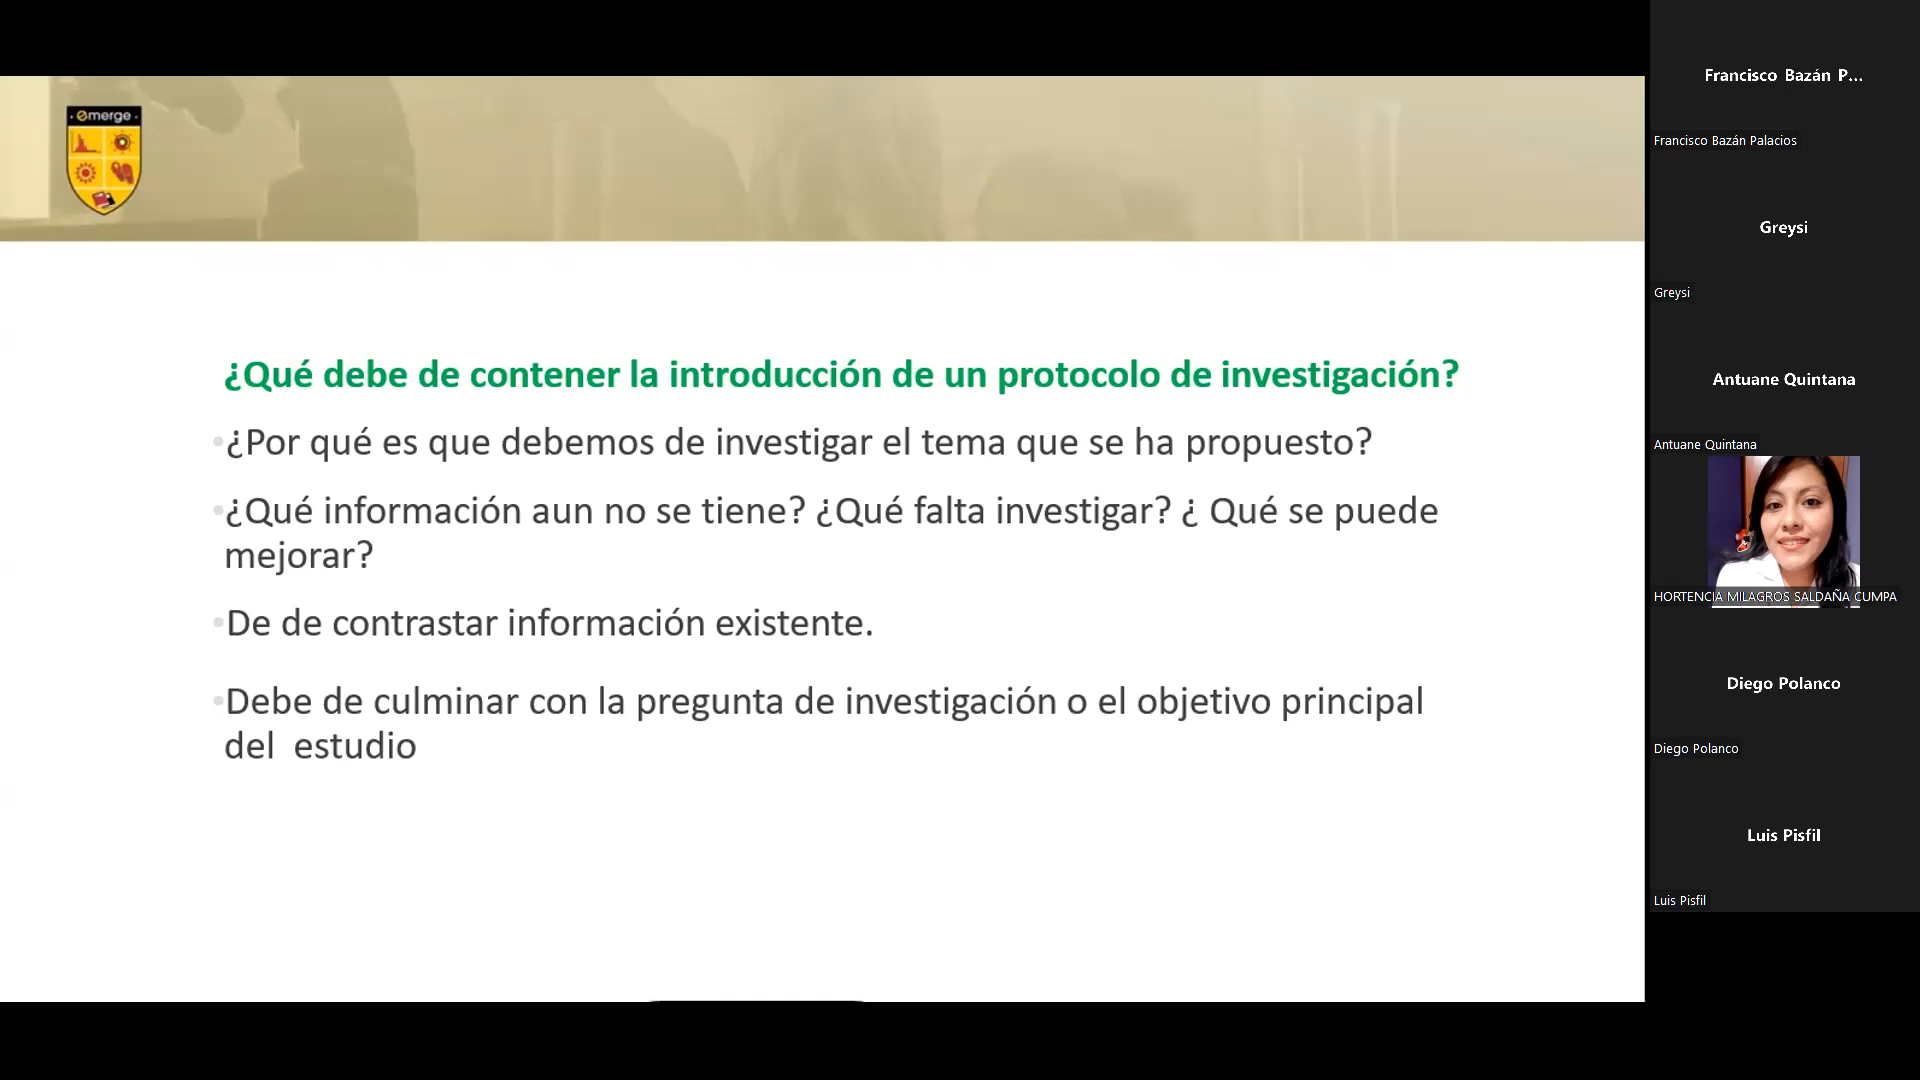 emerge
¿Qué debe de contener la introducción de un protocolo de investigación?
•¿Por qué es que debemos de investigar el tema que se ha propuesto?
•¿Qué información aun no se tiene? ¿Qué falta investigar? ¿ Qué se puede
mejorar?
•De de contrastar información existente.
•Debe de culminar con la pregunta de investigación o el objetivo principal
del  estudio
Francisco Bazán P...
Francisco Bazán Palacios
Greysi
Greysi
Antuane Quintana
Antuane Quintana
HORTENCIA MILAGROS SALDAÑA CUMPA
Diego Polanco
Diego Polanco
Luis Pisfil
Luis Pisfil